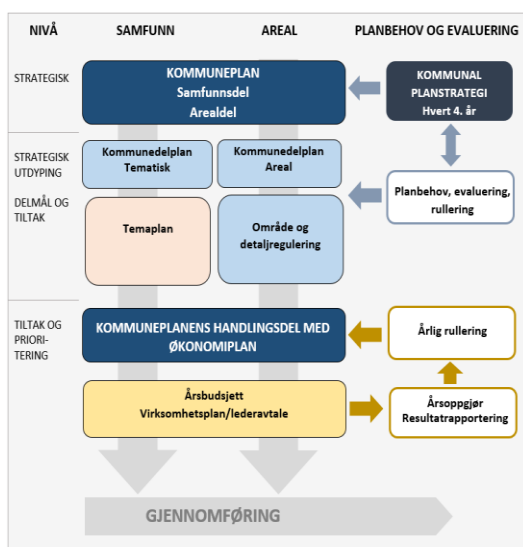 NIVÅ
SAMFUNN
AREAL
PLANBEHOV OG EVALUERING
STRATEGISK
KOMMUNEPLAN
Samfunnsdel
Arealdel
KOMMUNAL
PLANSTRATEGI
Hvert 4. år
STRATEGISK
UTDYPING
Kommunedelplan
Tematisk
Kommunedelplan
Areal
DELMÅL OG
TILTAK
Temaplan
Område og
detaljregulering
Planbehov, evaluering,
rullering
TILTAK OG
PRIORI-
TERING
KOMMUNEPLANENS HANDLINGSDEL MED
ØKONOMIPLAN
Årlig rullering
Årsbudsjett
Virksomhetsplan/lederavtale
Årsoppgjør
Resultatrapportering
GJENNOMFØRING